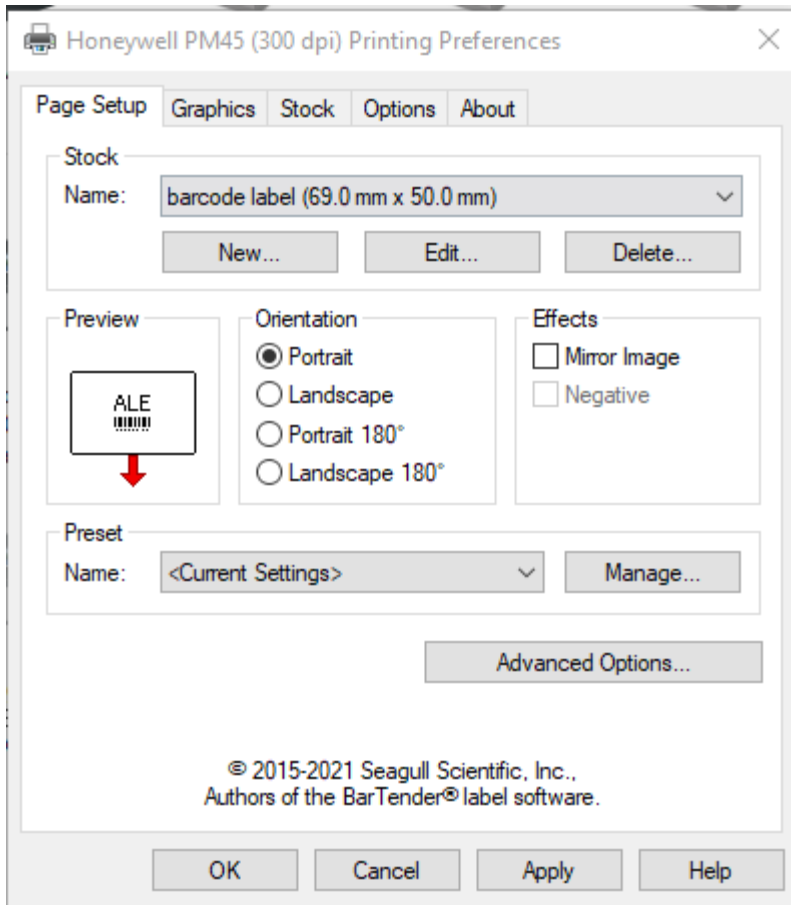 Honeywell PM45 (300 dpi) Printing Preferences
Page Setup Graphics Stock Options About
Stock
Name: barcode label (69.0 mm x 50.0 mm)
New... Edit... Delete...
Preview Orientation Effects
ALE
Portrait
Landscape
Portrait 180°
Landscape 180°
Mirror Image
Negative
Preset
Name: <Current Settings> Manage...
Advanced Options...
© 2015-2021 Seagull Scientific, Inc.,
Authors of the BarTender® label software.
OK Cancel Apply Help